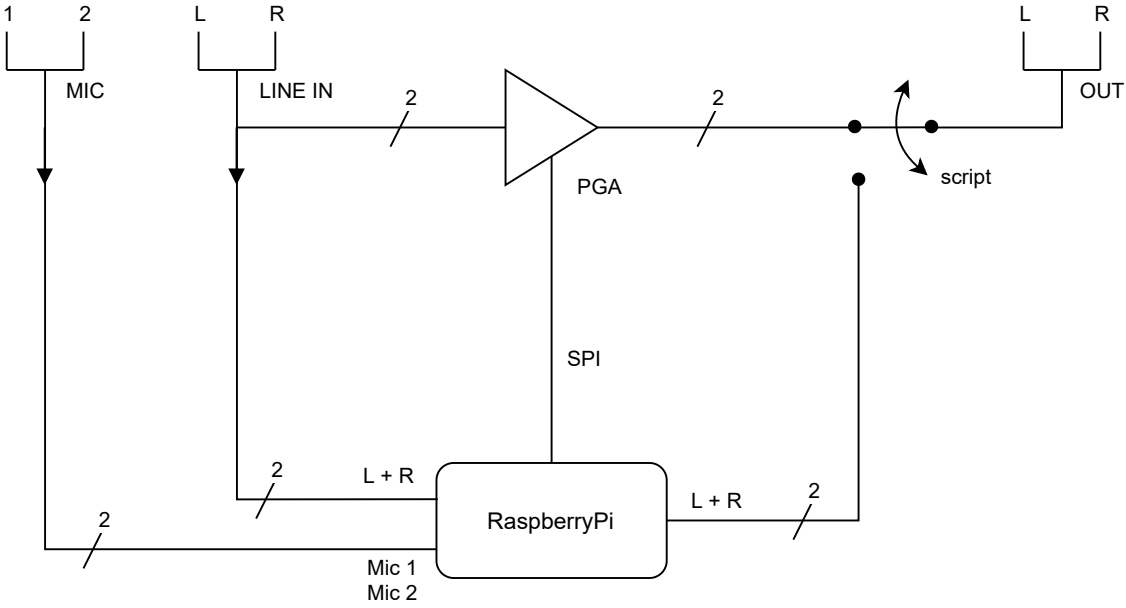 1 2
L R
L R
MIC
LINE IN
OUT
2
2
script
PGA
SPI
2
L + R
RaspberryPi
L + R
2
2
Mic 1
Mic 2